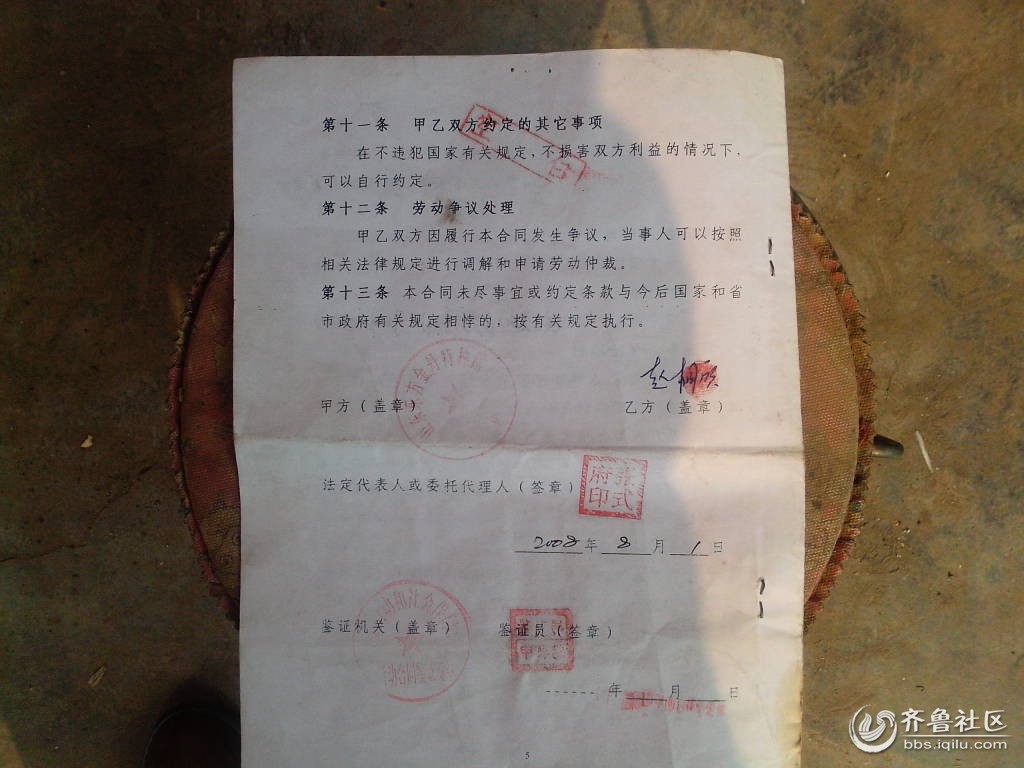 第十一条 甲乙双方约定的其它事项
在不违犯国家有关规定,不损害双方利益的情况下,
可以自行约定。
第十二条 劳动争议处理
甲乙双方因履行本合同发生争议,当事人可以按照
相关法律规定进行调解和申请劳动仲裁。
第十三条 本合同未尽事宜或约定条款与今后国家和省
市政府有关规定相悖的,按有关规定执行。
甲方(盖章)
乙方(盖章)
法定代表人或委托代理人(签章)
府印 式
2008年8月1日
鉴证机关(盖章)
鉴证员(签章)
年 月 日
5
齐鲁社区
bbs.iqilu.com